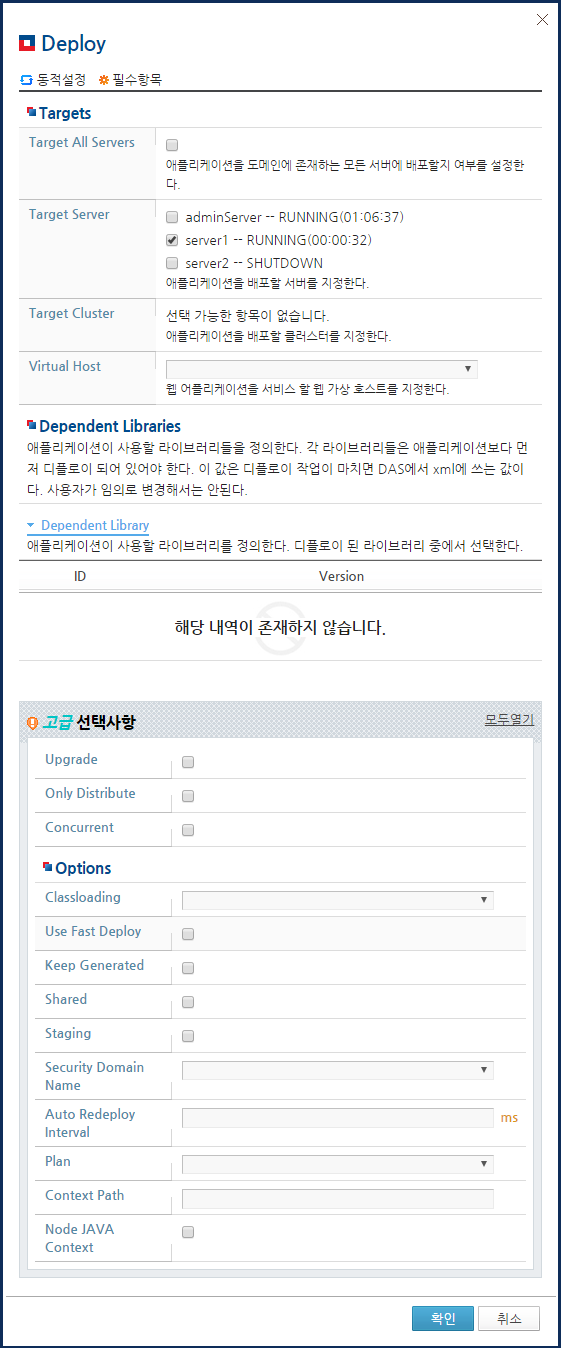 Deploy
동적설정 필수항목
Targets
Target All Servers
애플리케이션을 도메인에 존재하는 모든 서버에 배포할지 여부를 설정한
다.
Target Server
adminServer -- RUNNING(01:06:37)
server1 -- RUNNING(00:00:32)
server2 -- SHUTDOWN
애플리케이션을 배포할 서버를 지정한다.
Target Cluster
선택 가능한 항목이 없습니다.
애플리케이션을 배포할 클러스터를 지정한다.
Virtual Host
웹 어플리케이션을 서비스 할 웹 가상 호스트를 지정한다.
Dependent Libraries
애플리케이션이 사용할 라이브러리들을 정의한다. 각 라이브러리들은 애플리케이션보다 먼
저 디플로이 되어 있어야 한다. 이 값은 디플로이 작업이 마치면 DAS에서 xml에 쓰는 값이
다. 사용자가 임의로 변경해서는 안된다.
Dependent Library
애플리케이션이 사용할 라이브러리를 정의한다. 디플로이 된 라이브러리 중에서 선택한다.
ID Version
해당 내역이 존재하지 않습니다.
고급 선택사항 모두열기
Upgrade
Only Distribute
Concurrent
Options
Classloading
Use Fast Deploy
Keep Generated
Shared
Staging
Security Domain
Name
Auto Redeploy
Interval
ms
Plan
Context Path
Node JAVA
Context
확인 취소